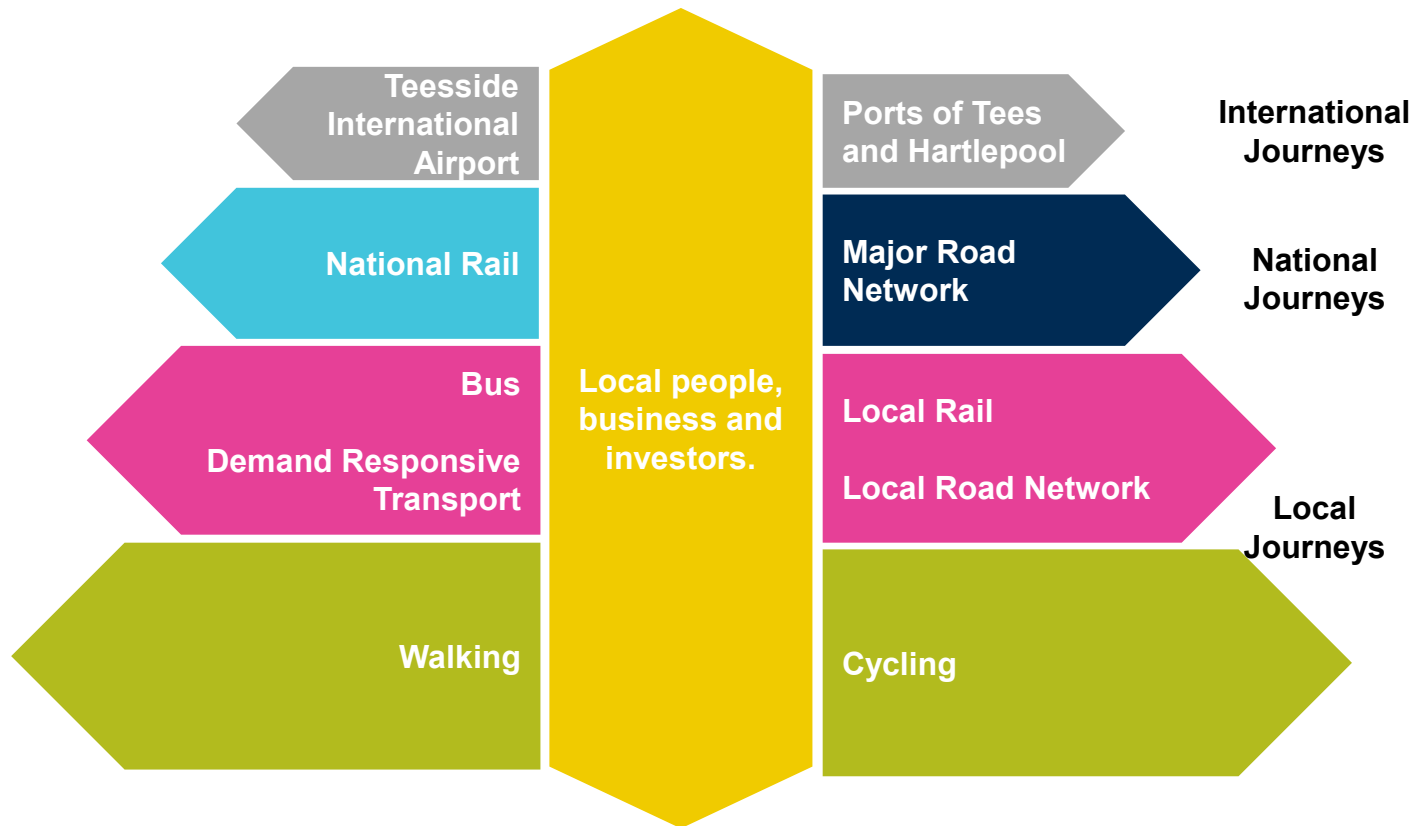 Teesside
International
Airport
Ports of Tees
and Hartlepool
International
Journeys
National Rail
Major Road
Network
National
Journeys
Bus
Demand Responsive
Transport
Local people,
business and
investors.
Local Rail
Local Road Network
Local
Journeys
Walking
Cycling